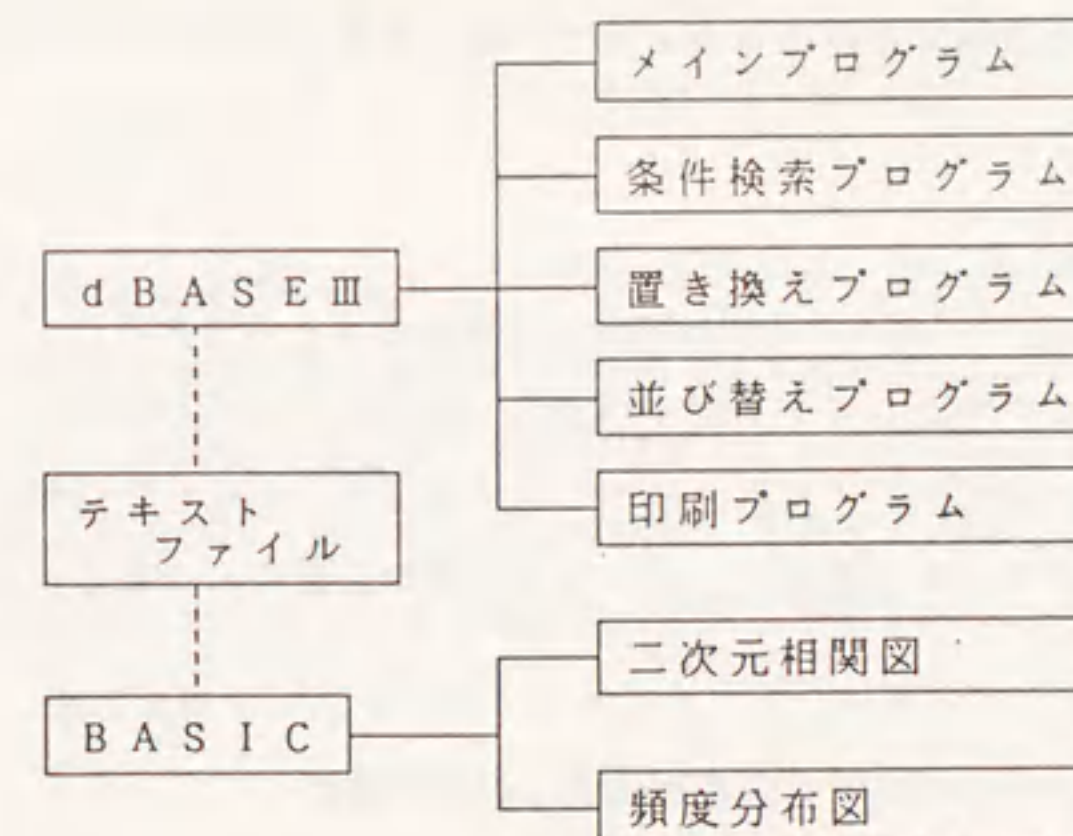 メインプログラム
条件検索プログラム
dBASEⅢ
置き換えプログラム
並び替えプログラム
テキスト
ファイル
印刷プログラム
二次元相関図
BASIC
頻度分布図